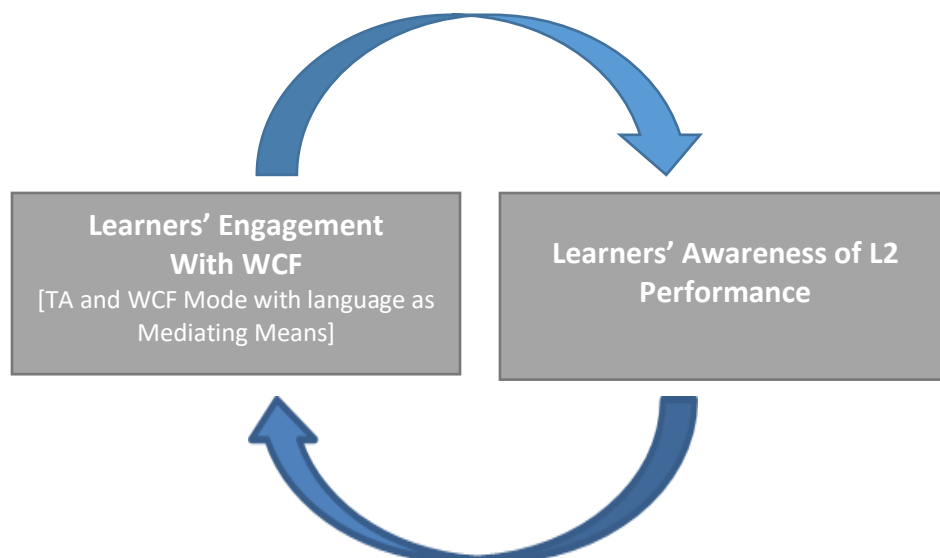 Learners’ Engagement
With WCF
[TA and WCF Mode with language as
Mediating Means]
Learners’ Awareness of L2
Performance